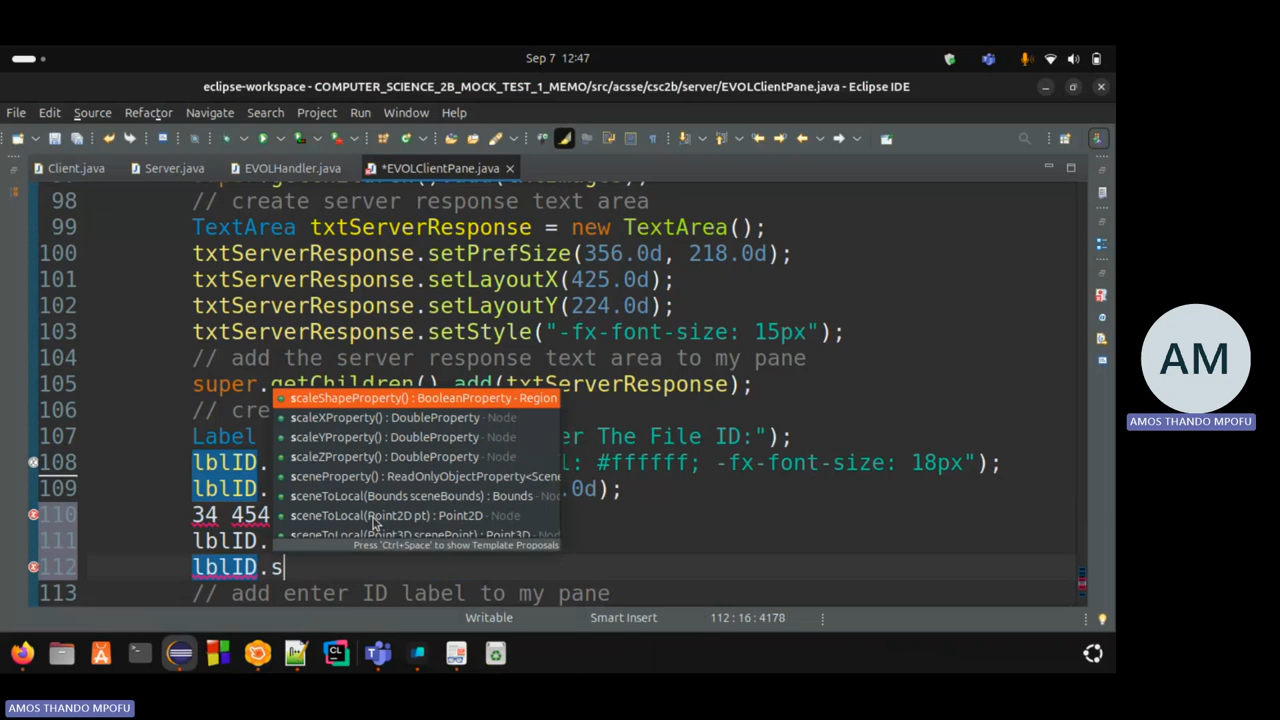 Sep 7 12:47
eclipse-workspace - COMPUTER_SCIENCE_2B_MOCK_TEST_1_MEMO/src/acsse/csc2b/server/EVOLClientPane.java - Eclipse IDE
File Edit Source Refactor Navigate Search Project Run Window Help
Client.java Server.java EVOLHandler.java *EVOLClientPane.java
98 // create server response text area
99 TextArea txtServerResponse = new TextArea();
100 txtServerResponse.setPrefSize(356.0d, 218.0d);
101 txtServerResponse.setLayoutX(425.0d);
102 txtServerResponse.setLayoutY(224.0d);
103 txtServerResponse.setStyle("-fx-font-size: 15px");
104 // add the server response text area to my pane
105 super.getChildren().add(txtServerResponse);
scaleShapeProperty() : BooleanProperty - Region
106 // cre
scaleXProperty() : DoubleProperty - Node
107 Label er The File ID:");
scaleYProperty() : DoubleProperty - Node
scaleZProperty() : DoubleProperty - Node
108 lblID. l: #ffffff; -fx-font-size: 18px");
sceneProperty() : ReadOnlyObjectProperty<Scene
109 lblID. .0d);
sceneToLocal(Bounds sceneBounds) : Bounds - Noc
110 34 454
sceneToLocal(Point2D pt) : Point2D - Node
sceneToLocal(Point3D scenePoint) : Point3D - Nod
111 lblID.
Press 'Ctrl+Space' to show Template Proposals
112 lblID.s
113 // add enter ID label to my pane
Writable Smart Insert 112 : 16 : 4178
CL
AM
AMOS THANDO MPOFU
AMOS THANDO MPOFU